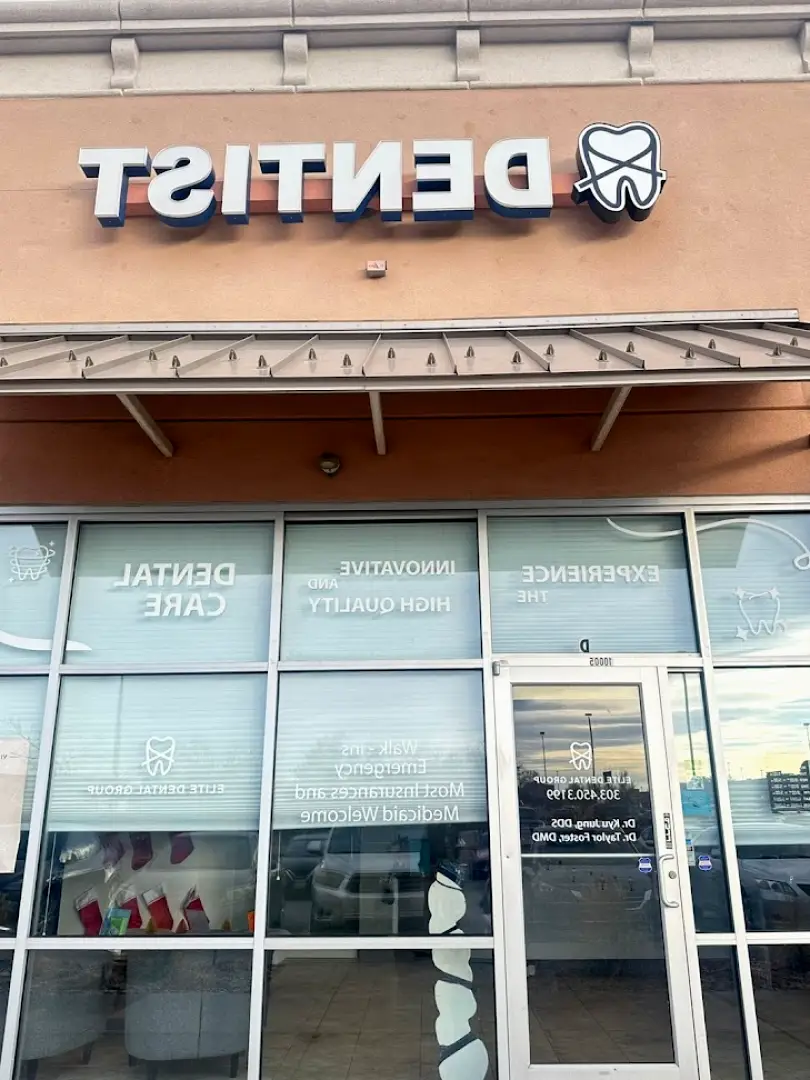 DENTIST
EXPERIENCE
THE
INNOVATIVE
AND
HIGH QUALITY
DENTAL
CARE
D
10005
ELITE DENTAL GROUP
303.450.3199
Dr. Kyu Jung, DDS
Dr. Taylor Foster, DMD
Walk - ins
Emergency
Most Insurances and
Medicaid Welcome
ELITE DENTAL GROUP